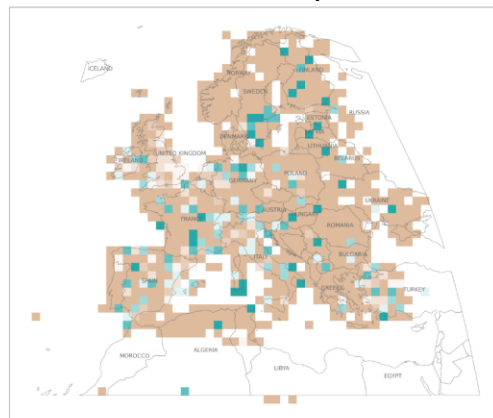 ICELAND
NORWAY
FINLAND
SWEDEN
ESTONIA
RUSSIA
LATVIA
DENMARK
LITHUANIA
UNITED KINGDOM
IRELAND
BELARUS
POLAND
GERMANY
UKRAINE
AUSTRIA
HUNGARY
FRANCE
ROMANIA
ITALY
BULGARIA
SPAIN
GREECE
TURKEY
MOROCCO
ALGERIA
LIBYA
EGYPT